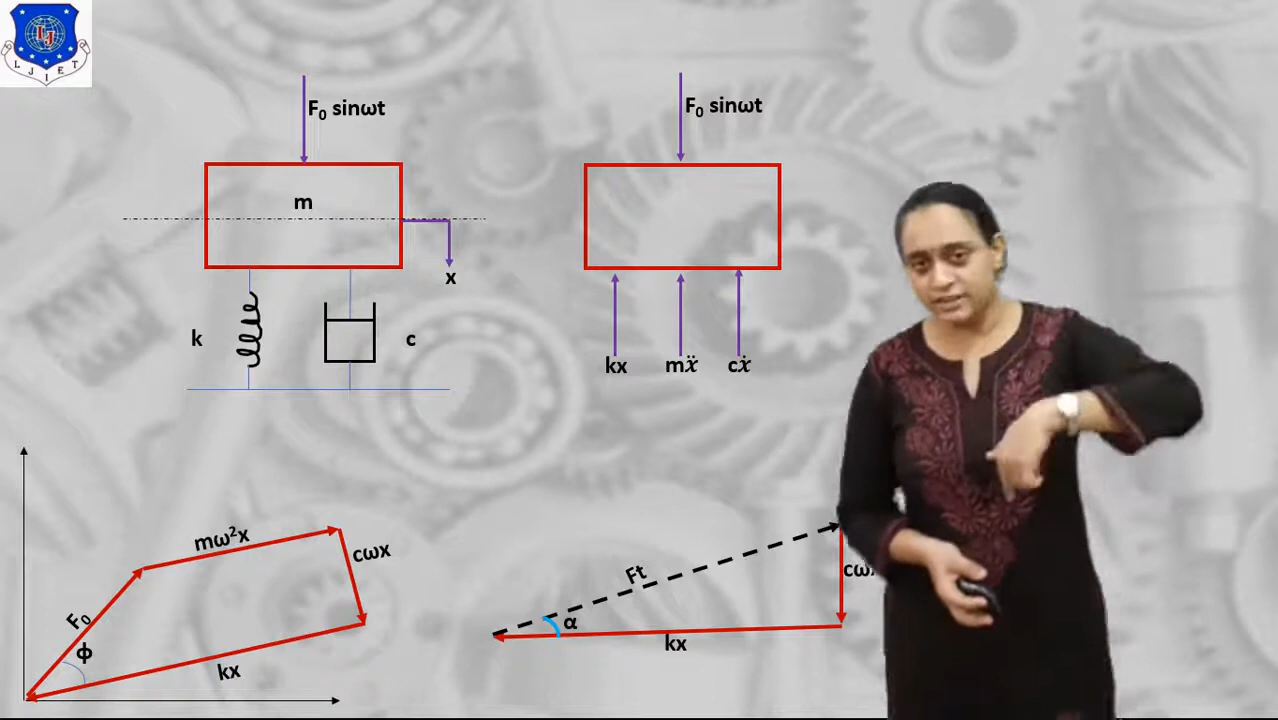 LJIET
F₀ sinωt
F₀ sinωt
m
x
k
c
kx
mẍ
cẋ
mω²x
cωx
F₀
ϕ
kx
Ft
α
kx